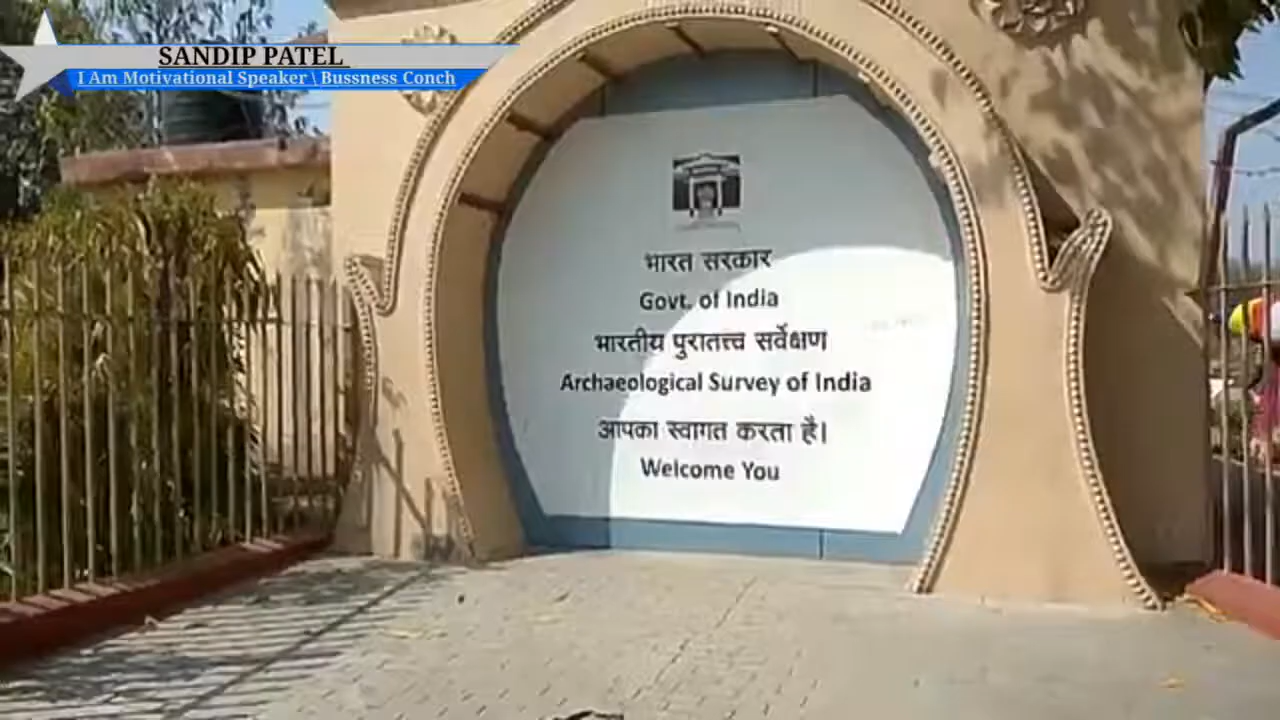 SANDIP PATEL
I Am Motivational Speaker \ Bussness Conch
भारत सरकार
Govt. of India
भारतीय पुरातत्त्व सर्वेक्षण
Archaeological Survey of India
आपका स्वागत करता है।
Welcome You